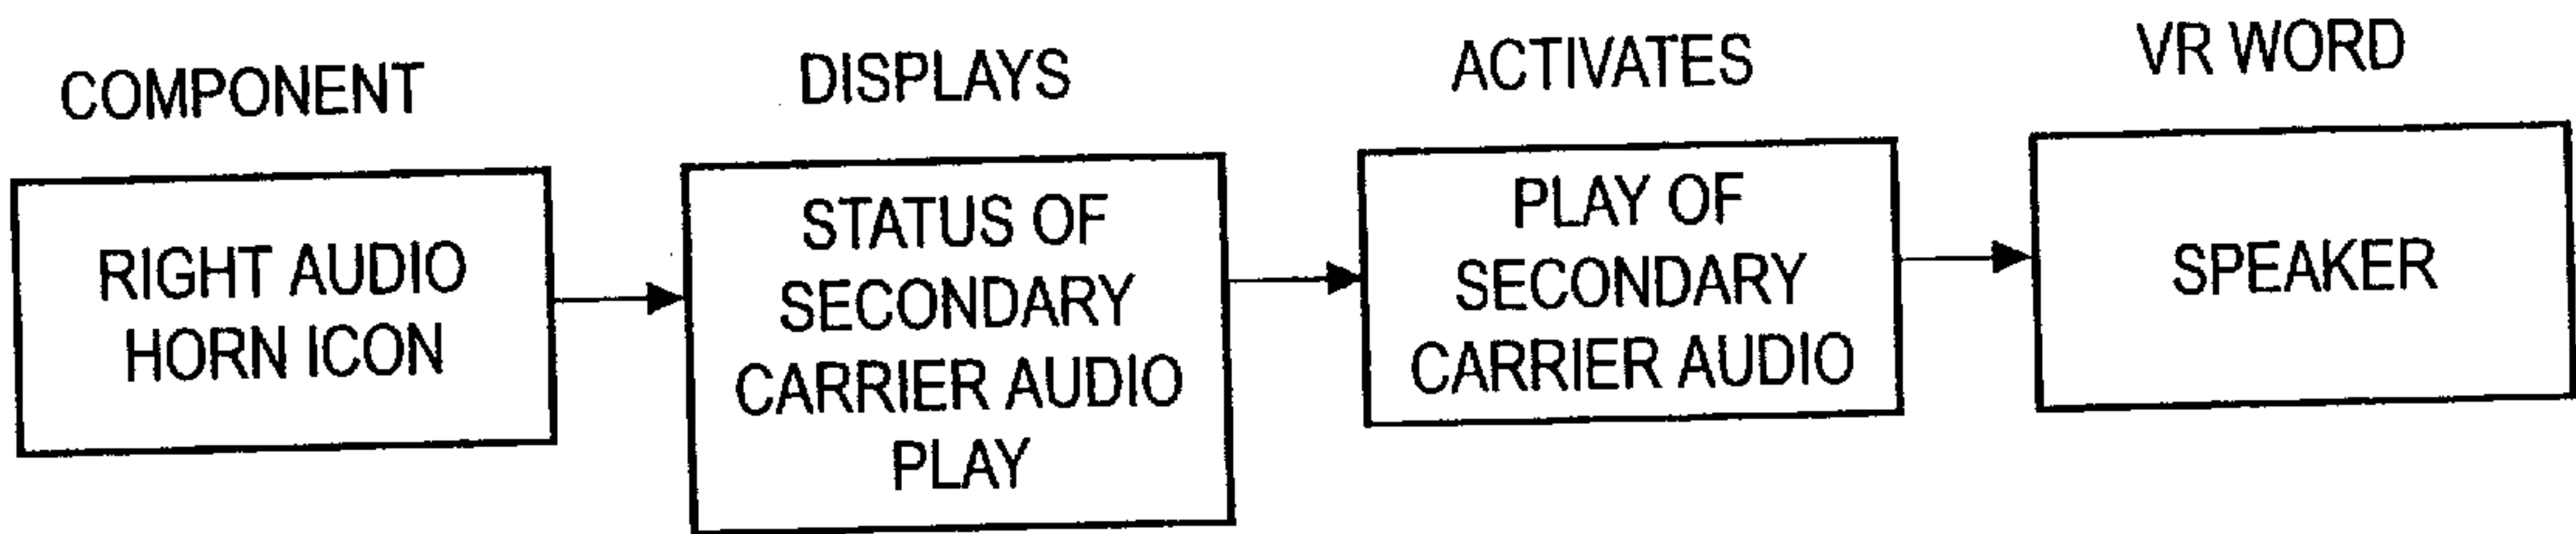 COMPONENT
DISPLAYS
ACTIVATES
VR WORD
RIGHT AUDIO
HORN ICON
STATUS OF
SECONDARY
CARRIER AUDIO
PLAY
PLAY OF
SECONDARY
CARRIER AUDIO
SPEAKER